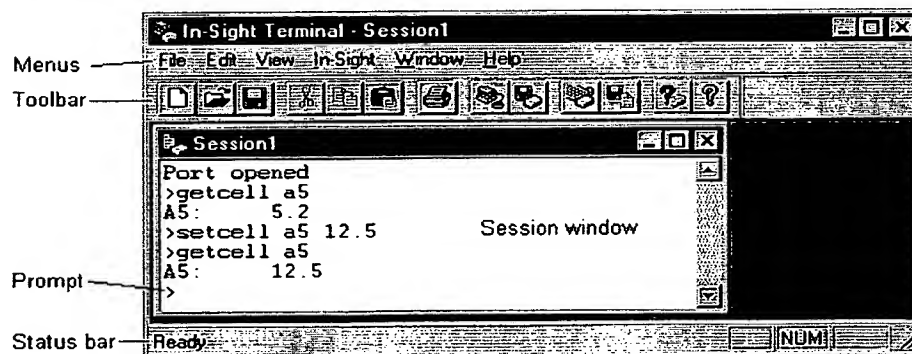 In-Sight Terminal - Session1
Menus
File Edit View In-Sight Window Help
Toolbar
Session1
Port opened
>getcell a5
A5: 5.2
>setcell a5 12.5
Session window
>getcell a5
A5: 12.5
Prompt
>
Status bar
Ready
NUM